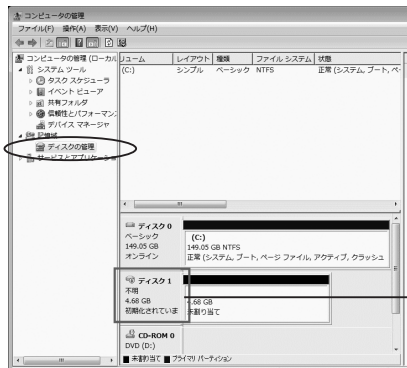 コンピュータの管理
ファイル(F) 操作(A) 表示(V) ヘルプ(H)
コンピュータの管理 (ローカル
システム ツール
タスク スケジューラ
イベント ビューア
共有フォルダ
信頼性とパフォーマン
デバイス マネージャ
記憶域
ディスクの管理
サービスとアプリケーショ
リューム レイアウト 種類 ファイル システム 状態
(C:) シンプル ベーシック NTFS 正常 (システム, ブート, ペー
ディスク 0
ベーシック
149.05 GB
オンライン
(C:)
149.05 GB NTFS
正常 (システム, ブート, ページ ファイル, アクティブ, クラッシュ
ディスク 1
不明
4.68 GB
初期化されていま
4.68 GB
未割り当て
CD-ROM 0
DVD (D:)
未割り当て プライマリ パーティション